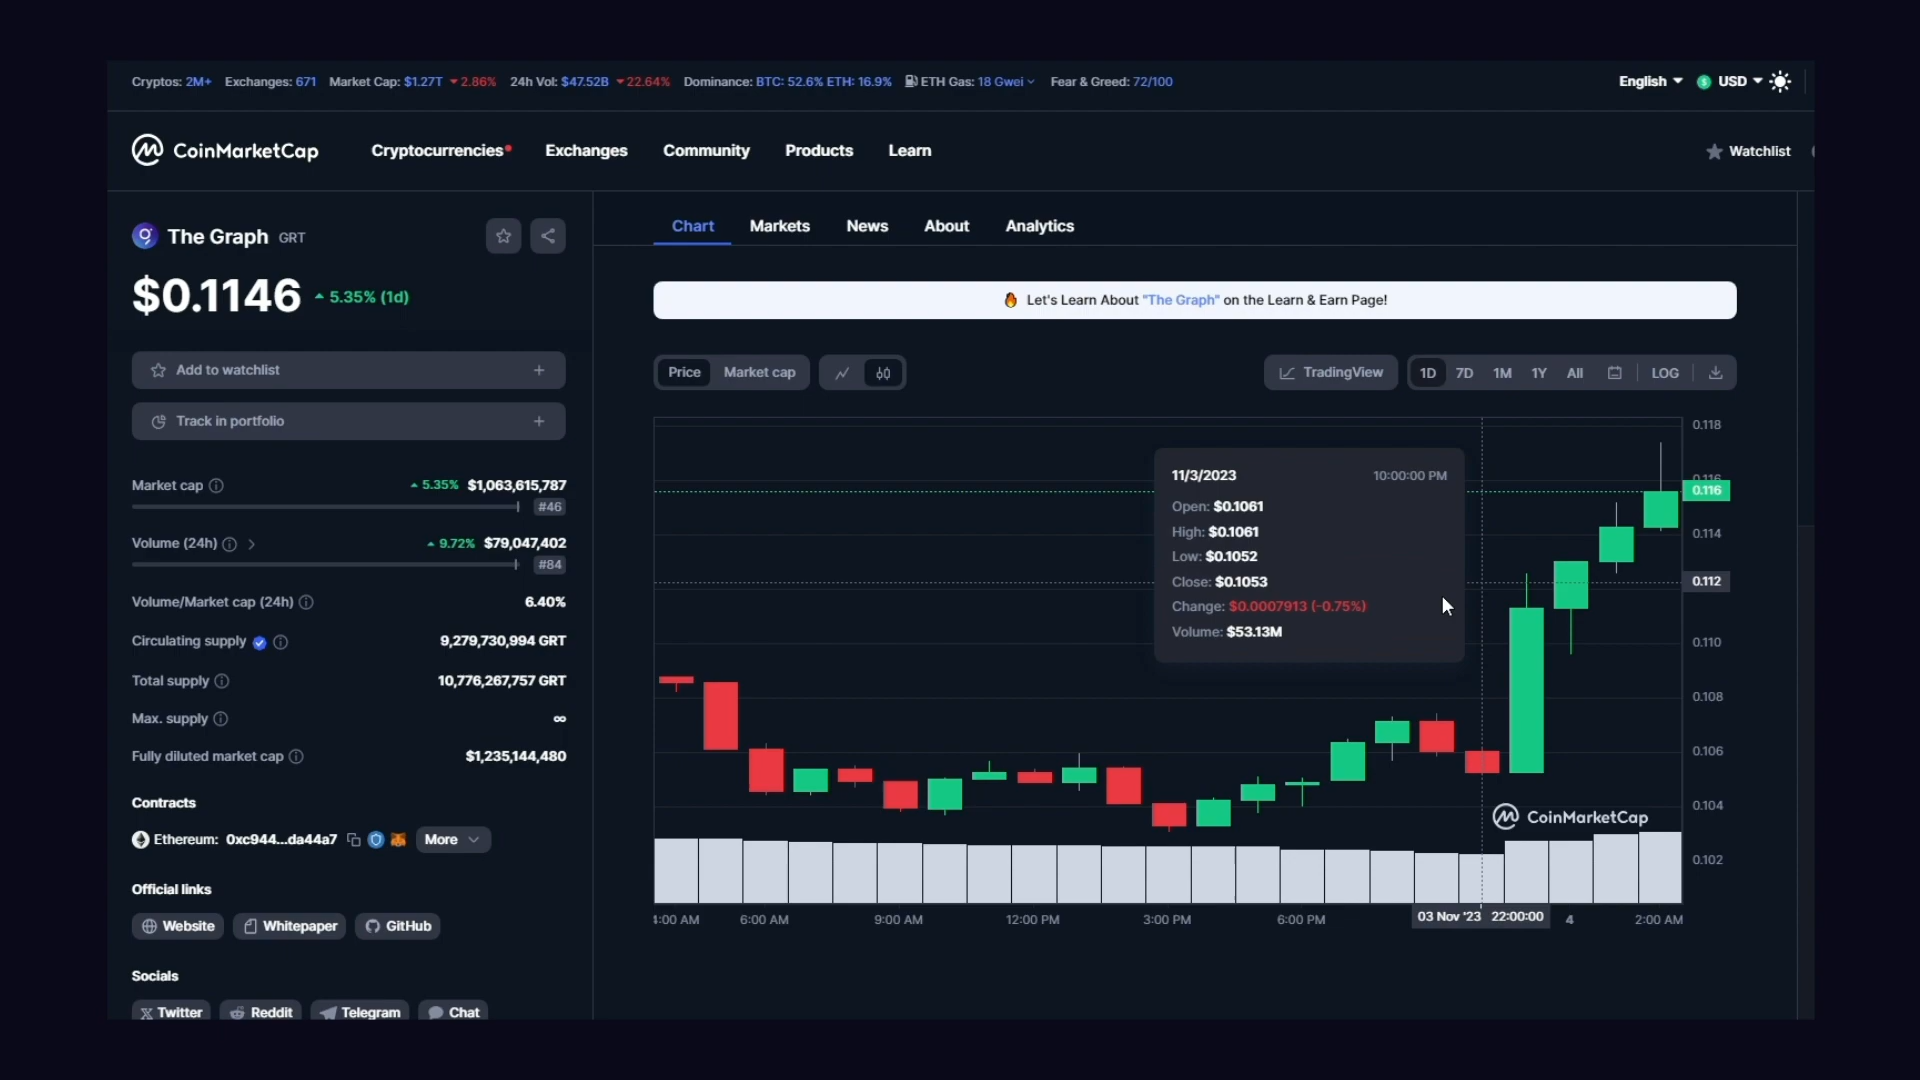 Cryptos: 2M+ Exchanges: 671 Market Cap: $1.27T 2.86% 24h Vol: $47.52B 22.64% Dominance: BTC: 52.6% ETH: 16.9% ETH Gas: 18 Gwei Fear & Greed: 72/100 English USD
CoinMarketCap Cryptocurrencies Exchanges Community Products Learn Watchlist
The Graph GRT
$0.1146 5.35% (1d)
Add to watchlist +
Track in portfolio +
Market cap 5.35% $1,063,615,787
#46
Volume (24h) 9.72% $79,047,402
#84
Volume/Market cap (24h) 6.40%
Circulating supply 9,279,730,994 GRT
Total supply 10,776,267,757 GRT
Max. supply ∞
Fully diluted market cap $1,235,144,480
Contracts
Ethereum: 0xc944...da44a7 More
Official links
Website Whitepaper GitHub
Socials
Twitter Reddit Telegram Chat
Chart Markets News About Analytics
Let's Learn About "The Graph" on the Learn & Earn Page!
Price Market cap TradingView 1D 7D 1M 1Y All LOG
11/3/2023 10:00:00 PM
Open: $0.1061
High: $0.1061
Low: $0.1052
Close: $0.1053
Change: $0.0007913 (-0.75%)
Volume: $53.13M
0.118
0.116
0.116
0.114
0.112
0.110
0.108
0.106
0.104
0.102
CoinMarketCap
4:00 AM 6:00 AM 9:00 AM 12:00 PM 3:00 PM 6:00 PM 03 Nov '23 22:00:00 4 2:00 AM